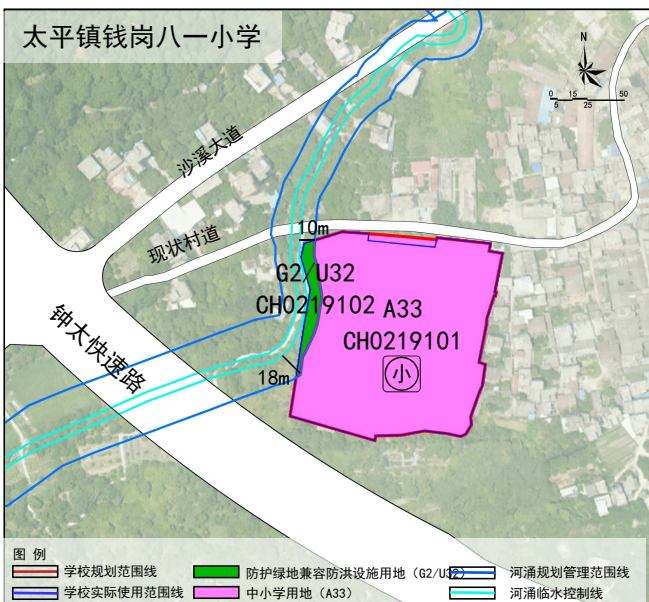 太平镇钱岗八一小学
N
0 15 50
5 25
沙溪大道
现状村道
10m
G2/U32
CH0219102
A33
CH0219101
小
18m
钟太快速路
图 例
学校规划范围线
防护绿地兼容防洪设施用地（G2/U32）
河涌规划管理范围线
学校实际使用范围线
中小学用地（A33）
河涌临水控制线